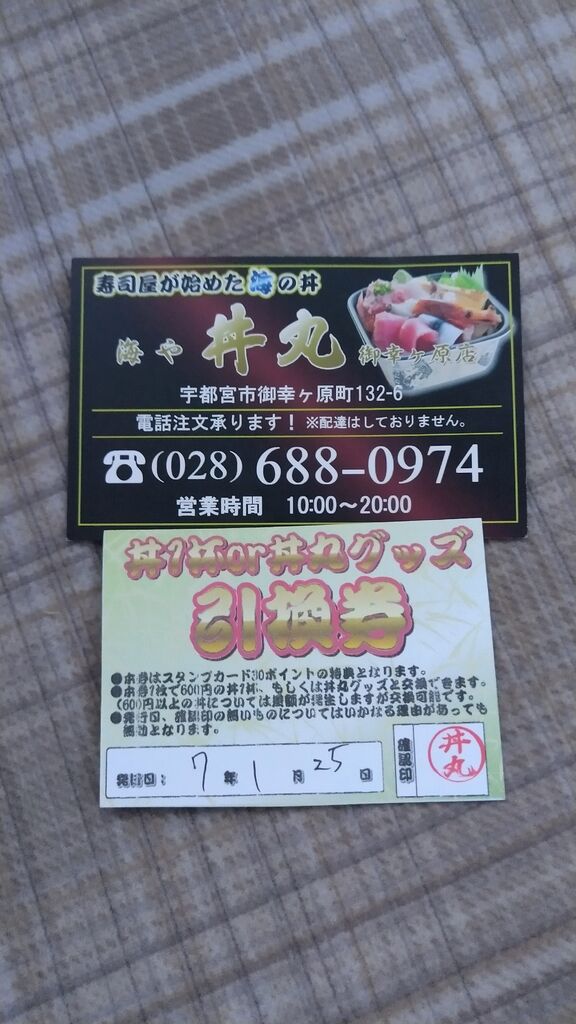 寿司屋が始めた海の丼
海や 丼丸 御幸ヶ原店
宇都宮市御幸ヶ原町132-6
電話注文承ります！ ※配達はしておりません。
☎(028) 688-0974
営業時間 10:00～20:00
丼1杯or丼丸グッズ
引換券
●本券はスタンプカード30ポイントの特典となります。
●本券1枚で600円の丼1杯、もしくは丼丸グッズと交換できます。
(600円以上の丼については差額が発生しますが交換可能です。
●発行日、確認印の無いものについてはいかなる理由があっても
無効となります。
発行日： 7 年 1 月 25 日
確認印
丼丸